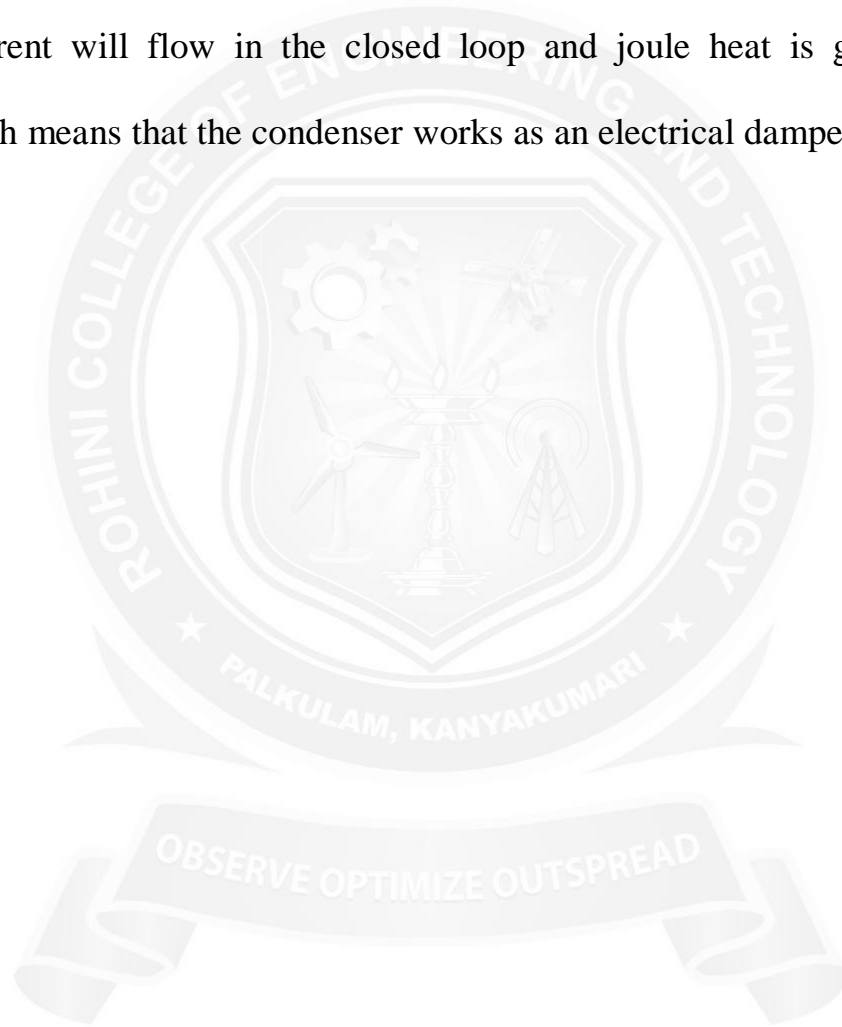 rent will flow in the closed loop and joule heat is g
h means that the condenser works as an electrical dampe
ROHINI COLLEGE OF ENGINEERING AND TECHNOLOGY
PALKULAM, KANYAKUMARI
OBSERVE OPTIMIZE OUTSPREAD